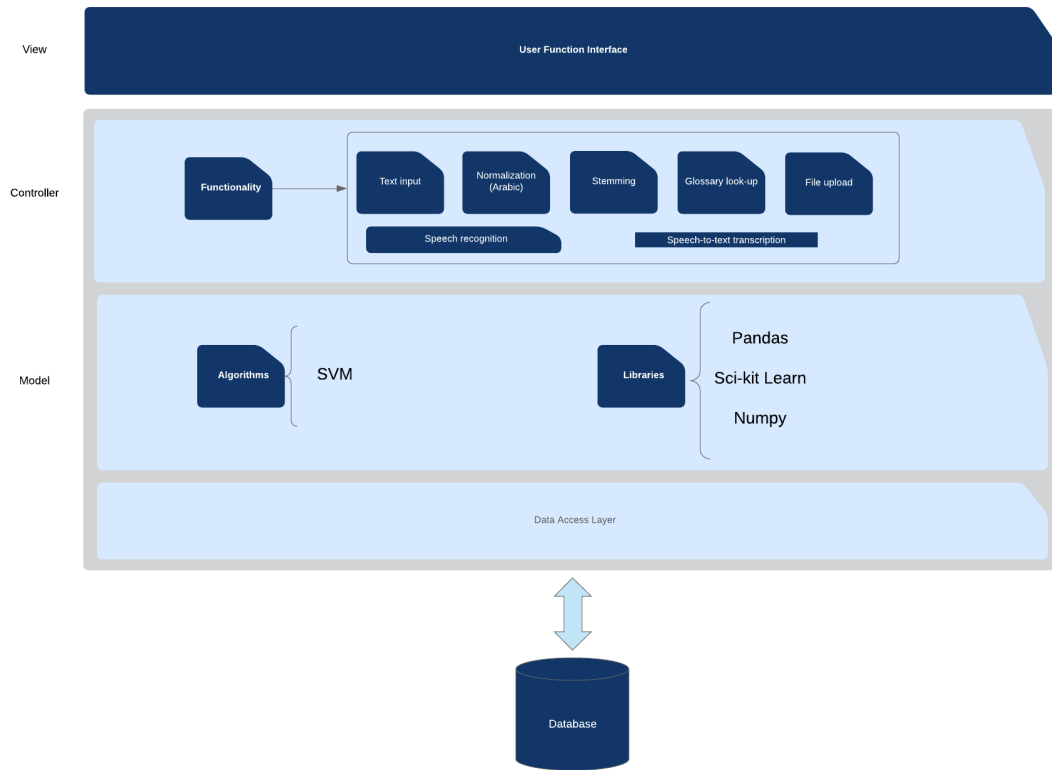 View
User Function Interface
Controller
Functionality
Text input
Normalization
(Arabic)
Stemming
Glossary look-up
File upload
Speech recognition
Speech-to-text transcription
Model
Algorithms
SVM
Libraries
Pandas
Sci-kit Learn
Numpy
Data Access Layer
Database